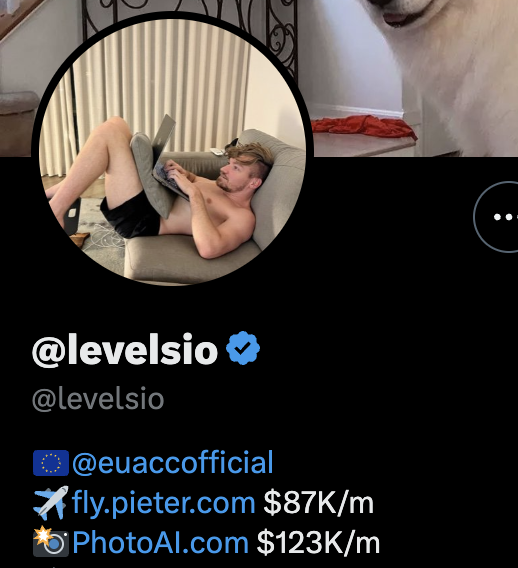 @levelsio
@levelsio
🇪🇺@euaccofficial
✈️fly.pieter.com $87K/m
📸PhotoAI.com $123K/m